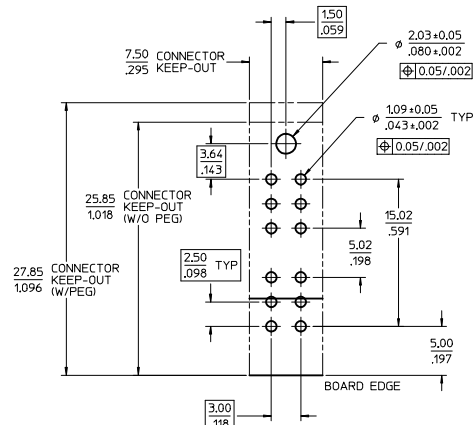 1.50
.059
7.50 CONNECTOR
.295 KEEP-OUT
ø 2.03±0.05
.080±.002
⌖ 0.05/.002
ø 1.09±0.05 TYP
.043±.002
⌖ 0.05/.002
3.64
.143
25.85 CONNECTOR
1.018 KEEP-OUT
(W/O PEG)
15.02
.591
5.02
.198
27.85 CONNECTOR
1.096 KEEP-OUT
(W/PEG)
2.50 TYP
.098
5.00
.197
BOARD EDGE
3.00
.118